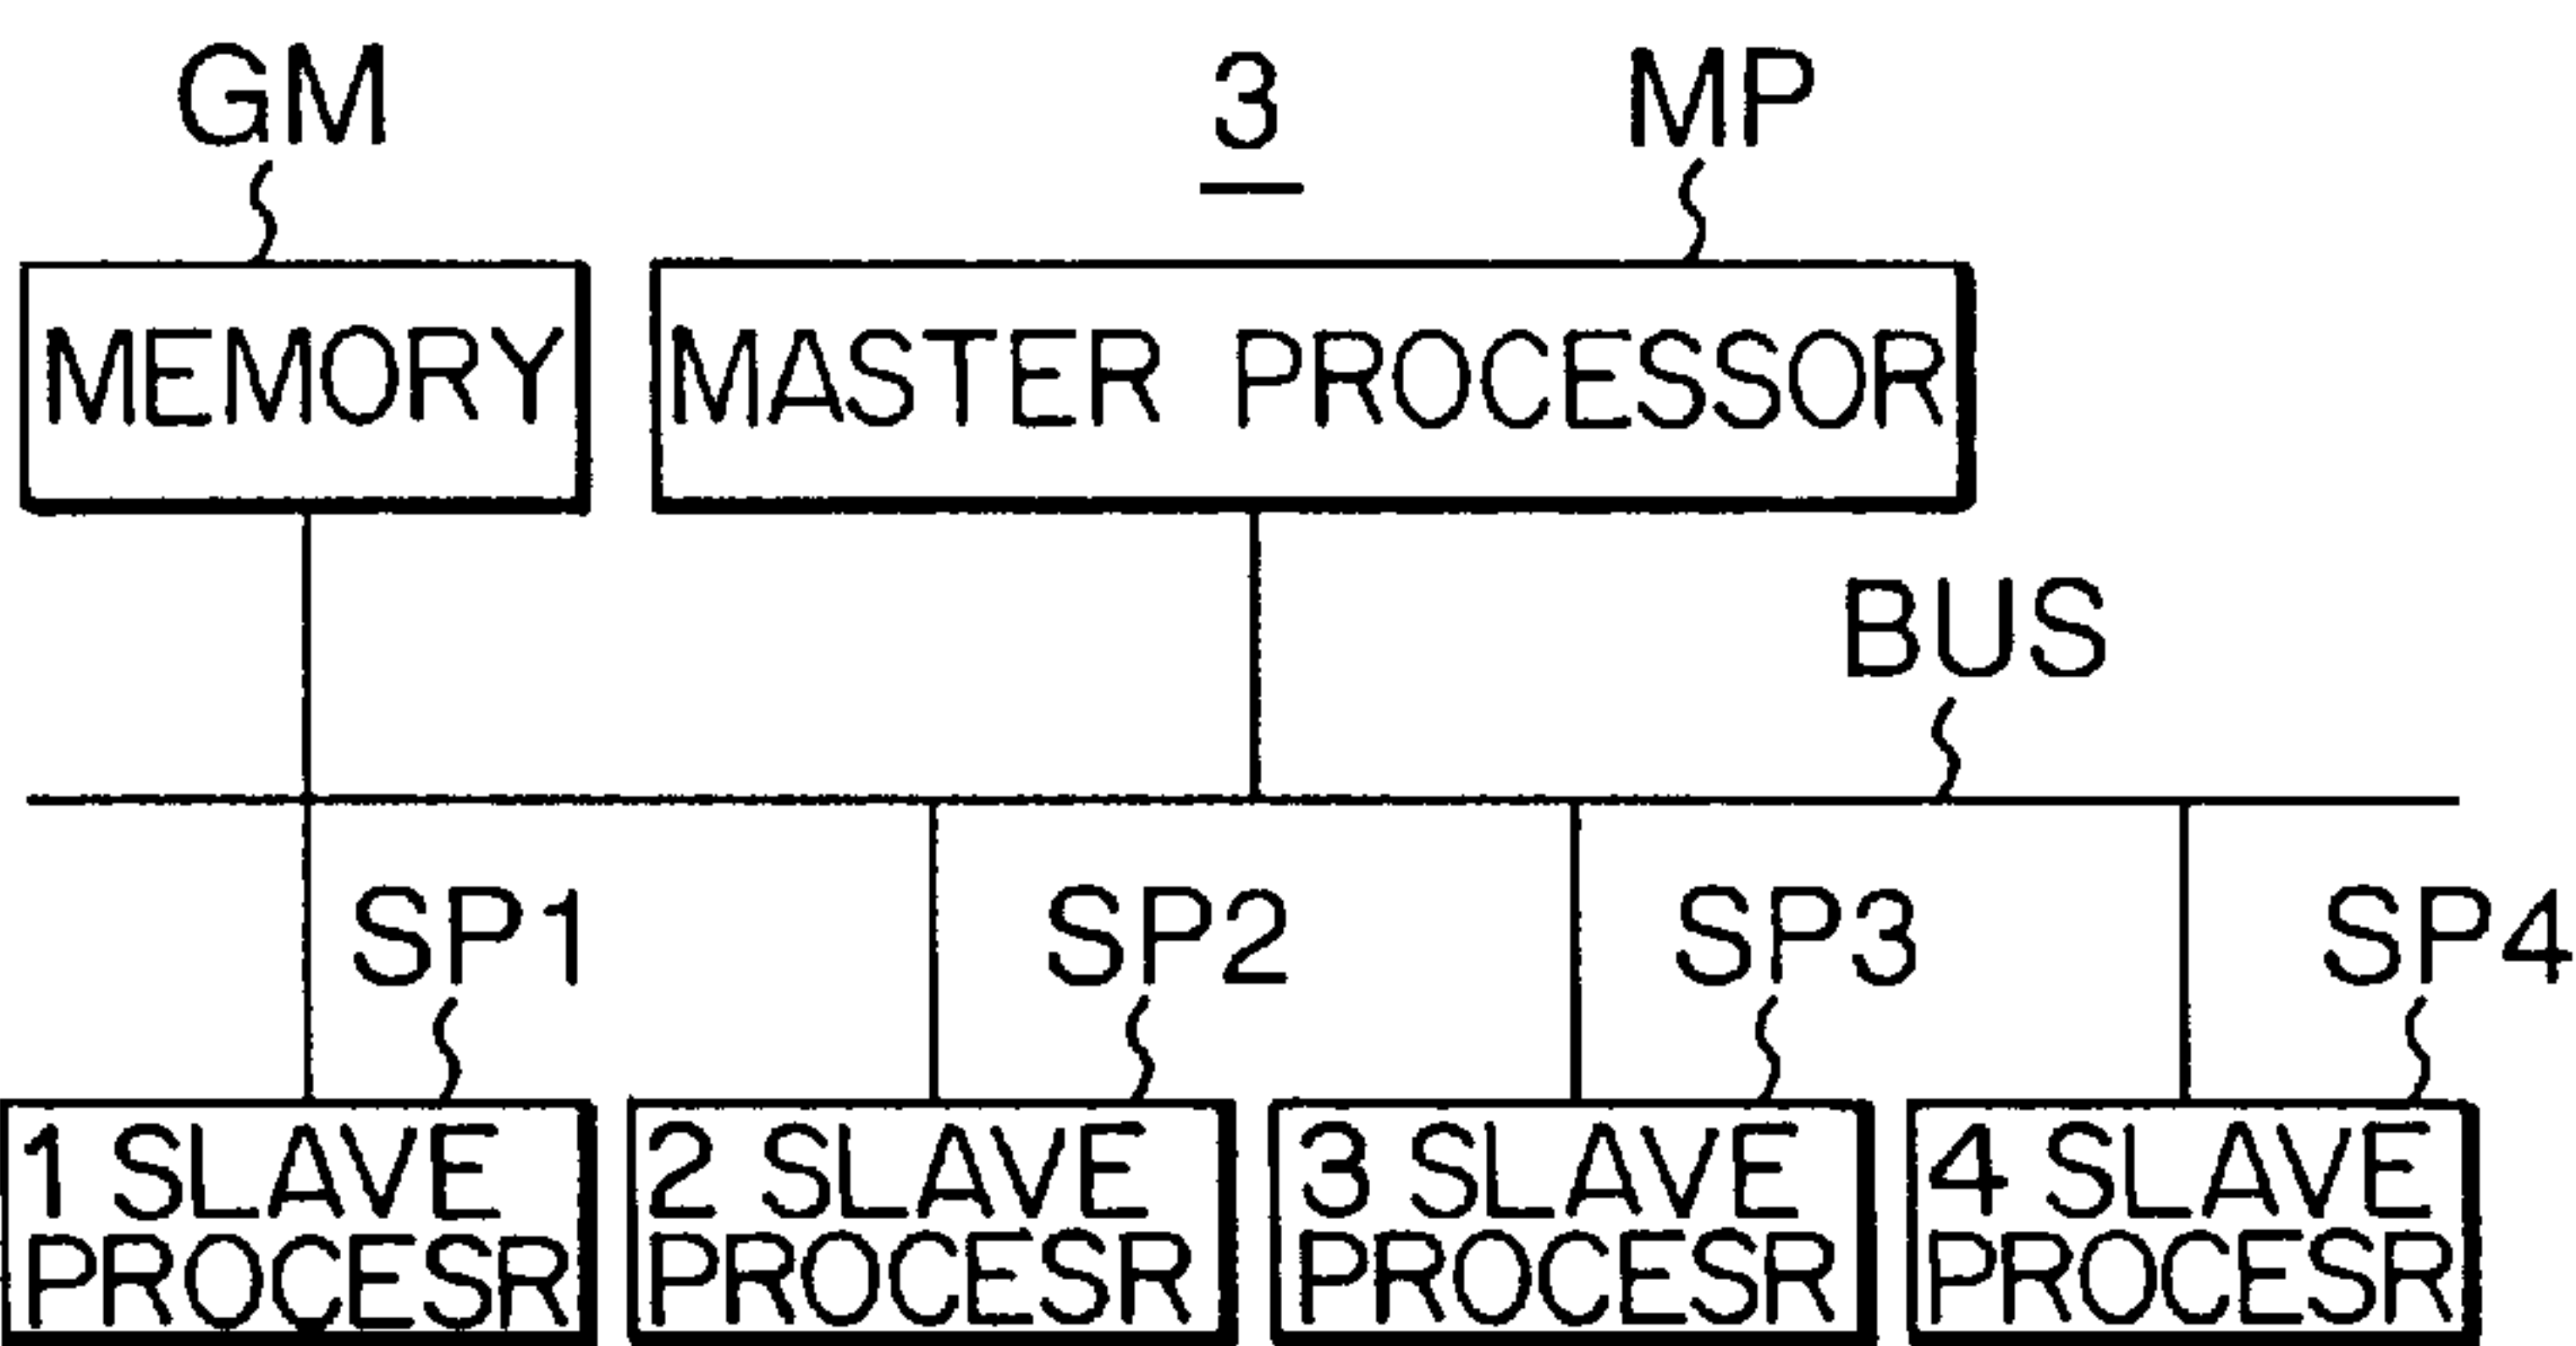 GM
3
MP
MEMORY
MASTER PROCESSOR
BUS
SP1
SP2
SP3
SP4
1 SLAVE
PROCESR
2 SLAVE
PROCESR
3 SLAVE
PROCESR
4 SLAVE
PROCESR